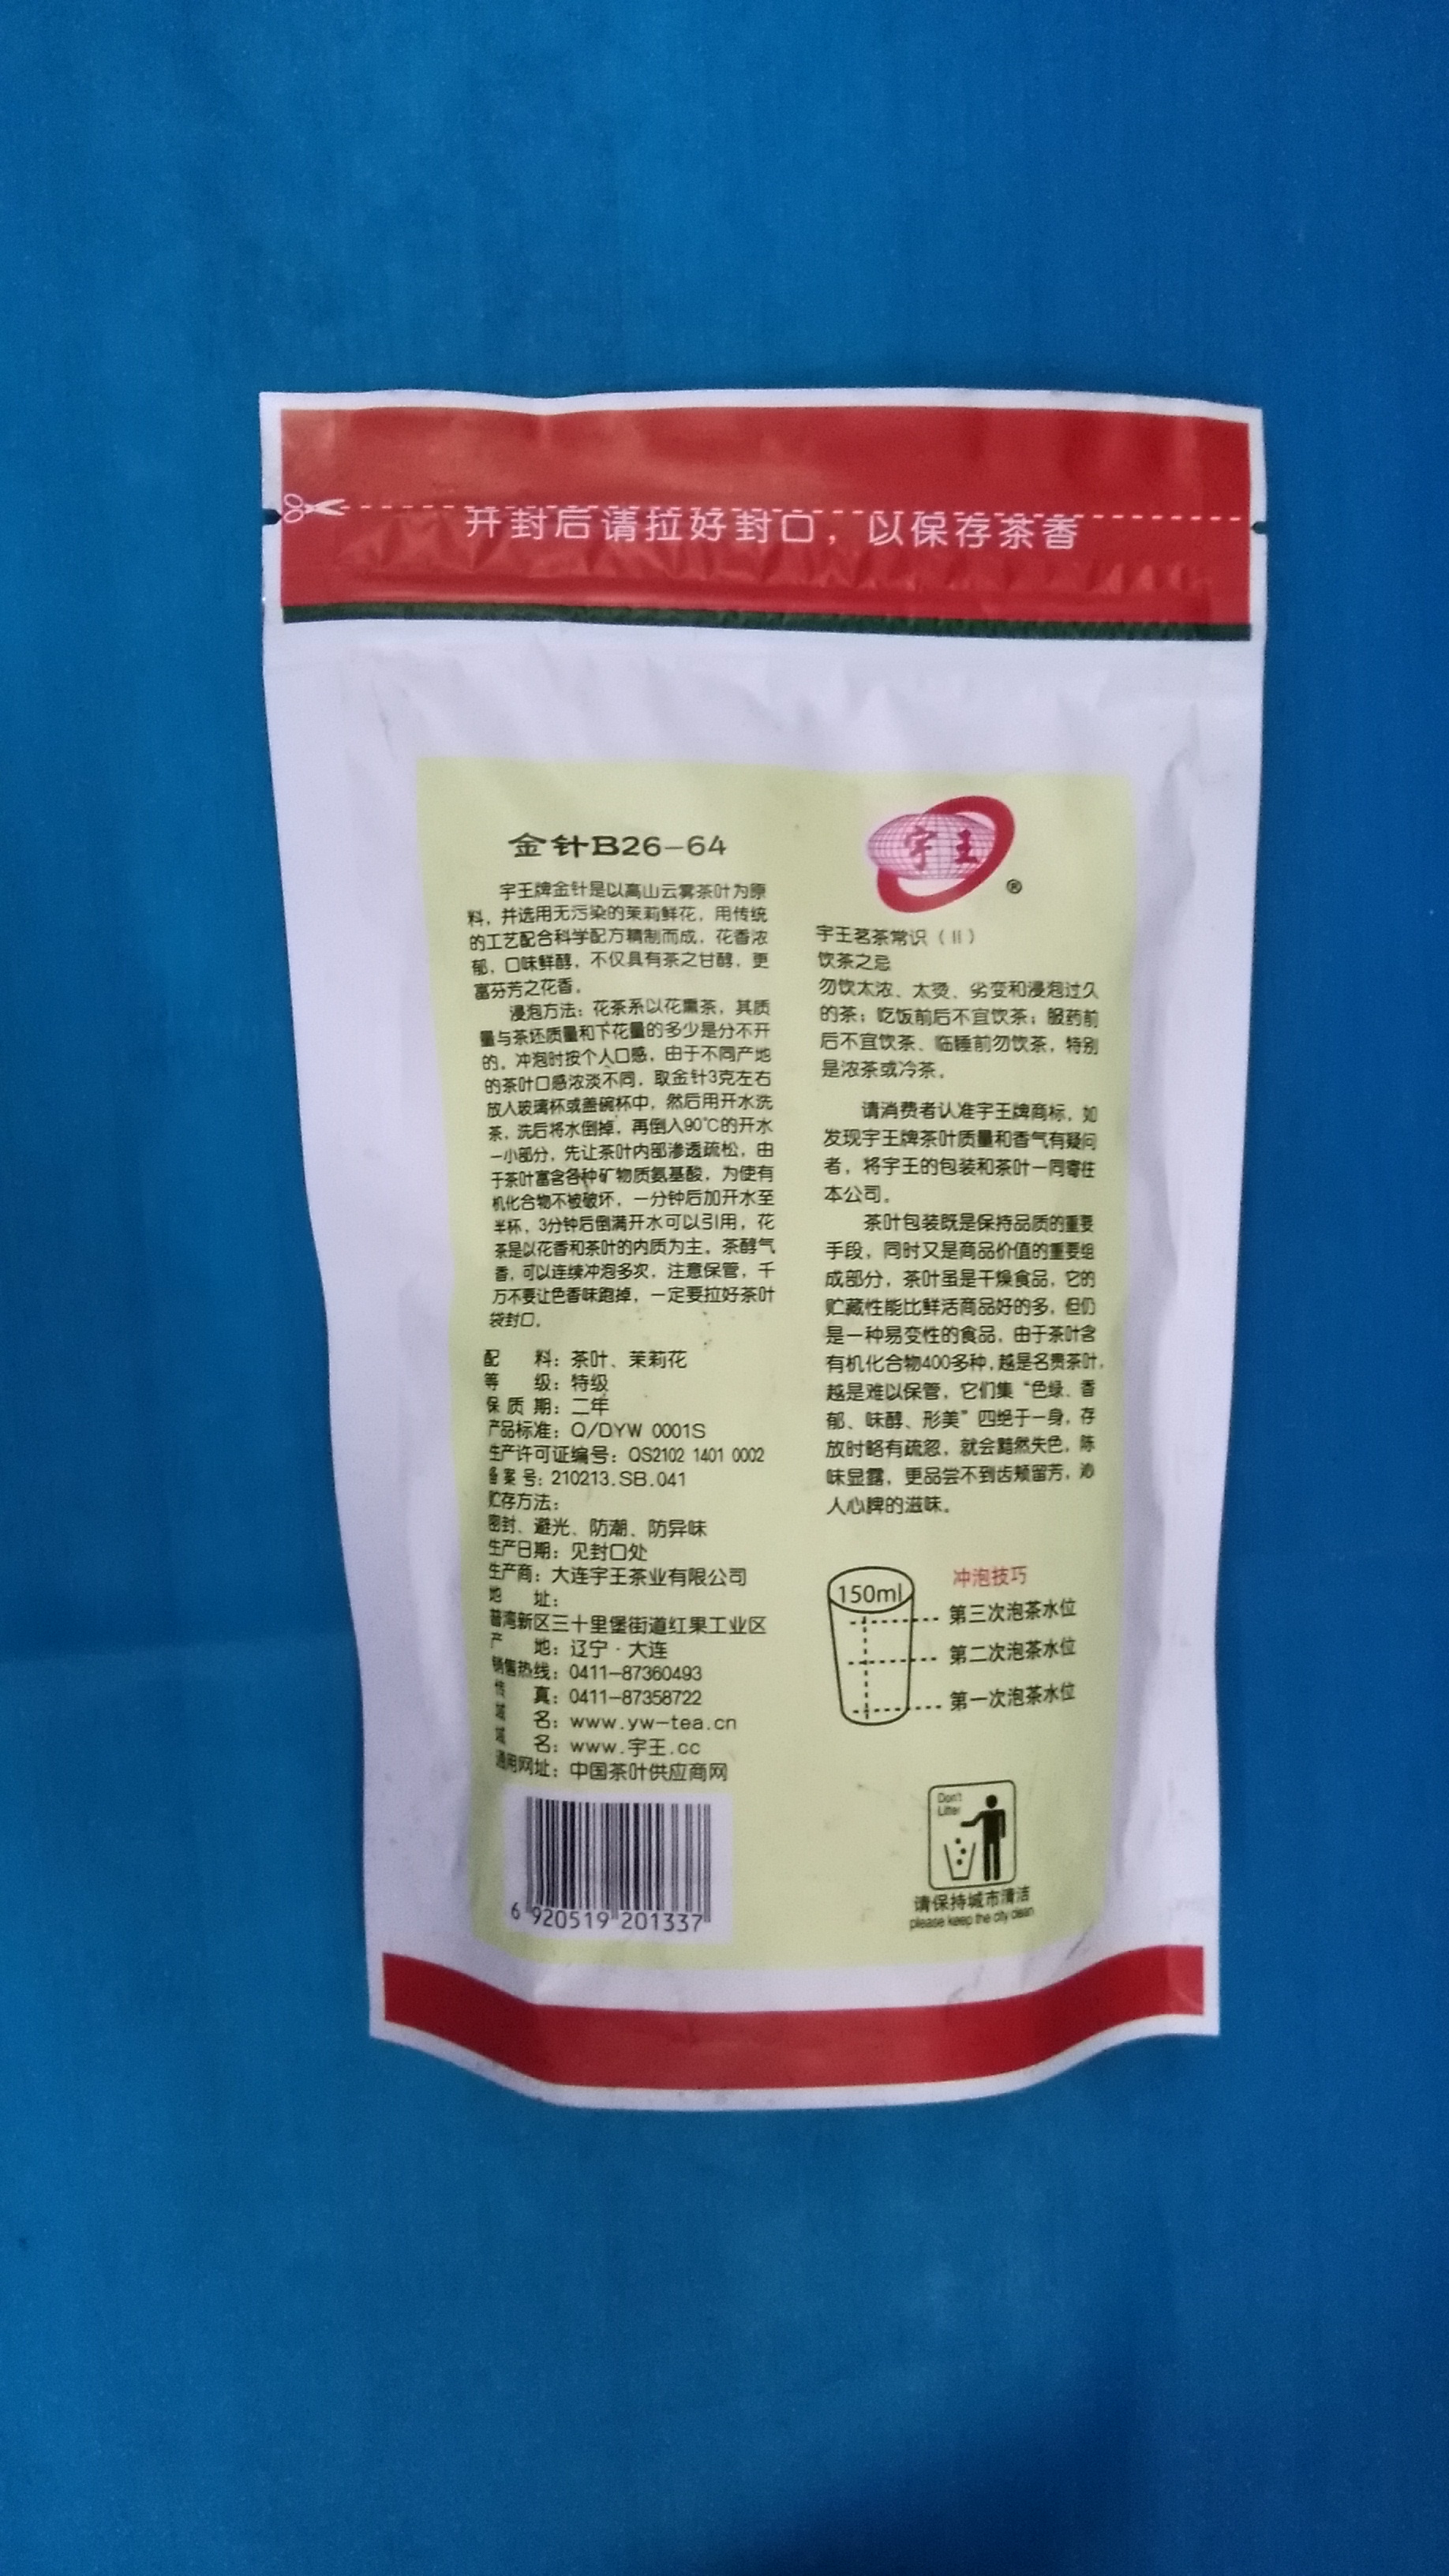 开封后请拉好封口，以保存茶香
金针B26-64
宇王牌金针是以高山云雾茶叶为原
料，并选用无污染的茉莉鲜花，用传统
的工艺配合科学配方精制而成，花香浓
郁，口味鲜醇，不仅具有茶之甘醇，更
富芬芳之花香。
浸泡方法：花茶系以花熏茶，其质
量与茶坯质量和下花量的多少是分不开
的，冲泡时按个人口感，由于不同产地
的茶叶口感浓淡不同，取金针3克左右
放入玻璃杯或盖碗杯中，然后用开水洗
茶，洗后将水倒掉，再倒入90℃的开水
一小部分，先让茶叶内部渗透疏松，由
于茶叶富含各种矿物质氨基酸，为使有
机化合物不被破坏，一分钟后加开水至
半杯，3分钟后倒满开水可以引用，花
茶是以花香和茶叶的内质为主，茶醇气
香，可以连续冲泡多次，注意保管，千
万不要让色香味跑掉，一定要拉好茶叶
袋封口。
配 料：茶叶、茉莉花
等 级：特级
保 质 期：二年
产品标准：Q/DYW 0001S
生产许可证编号：QS2102 1401 0002
备 案 号：210213.SB.041
贮存方法：
密封、避光、防潮、防异味
生产日期：见封口处
生产商：大连宇王茶业有限公司
地 址：
普湾新区三十里堡街道红果工业区
产 地：辽宁·大连
销售热线：0411-87360493
传 真：0411-87358722
域 名：www.yw-tea.cn
域 名：www.宇王.cc
通用网址：中国茶叶供应商网
6 920519 201337
宇王
®
宇王茗茶常识（II）
饮茶之忌
勿饮太浓、太烫、劣变和浸泡过久
的茶；吃饭前后不宜饮茶；服药前
后不宜饮茶、临睡前勿饮茶，特别
是浓茶或冷茶。
请消费者认准宇王牌商标，如
发现宇王牌茶叶质量和香气有疑问
者，将宇王的包装和茶叶一同寄往
本公司。
茶叶包装既是保持品质的重要
手段，同时又是商品价值的重要组
成部分，茶叶虽是干燥食品，它的
贮藏性能比鲜活商品好的多，但仍
是一种易变性的食品，由于茶叶含
有机化合物400多种，越是名贵茶叶，
越是难以保管，它们集“色绿、香
郁、味醇、形美”四绝于一身，存
放时略有疏忽，就会黯然失色，陈
味显露，更品尝不到齿颊留芳，沁
人心脾的滋味。
冲泡技巧
150ml
第三次泡茶水位
第二次泡茶水位
第一次泡茶水位
Don't
Litter
请保持城市清洁
please keep the city clean